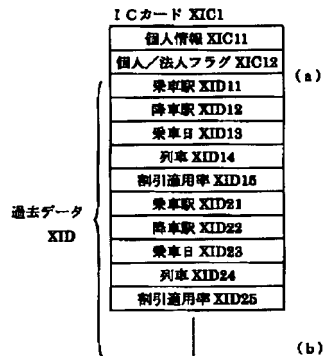 ＩＣカード XIC1
個人情報 XIC11
個人／法人フラグ XIC12
(a)
乗車駅 XID11
降車駅 XID12
乗車日 XID13
列車 XID14
割引適用率 XID15
過去データ
XID
乗車駅 XID21
降車駅 XID22
乗車日 XID23
列車 XID24
割引適用率 XID25
(b)